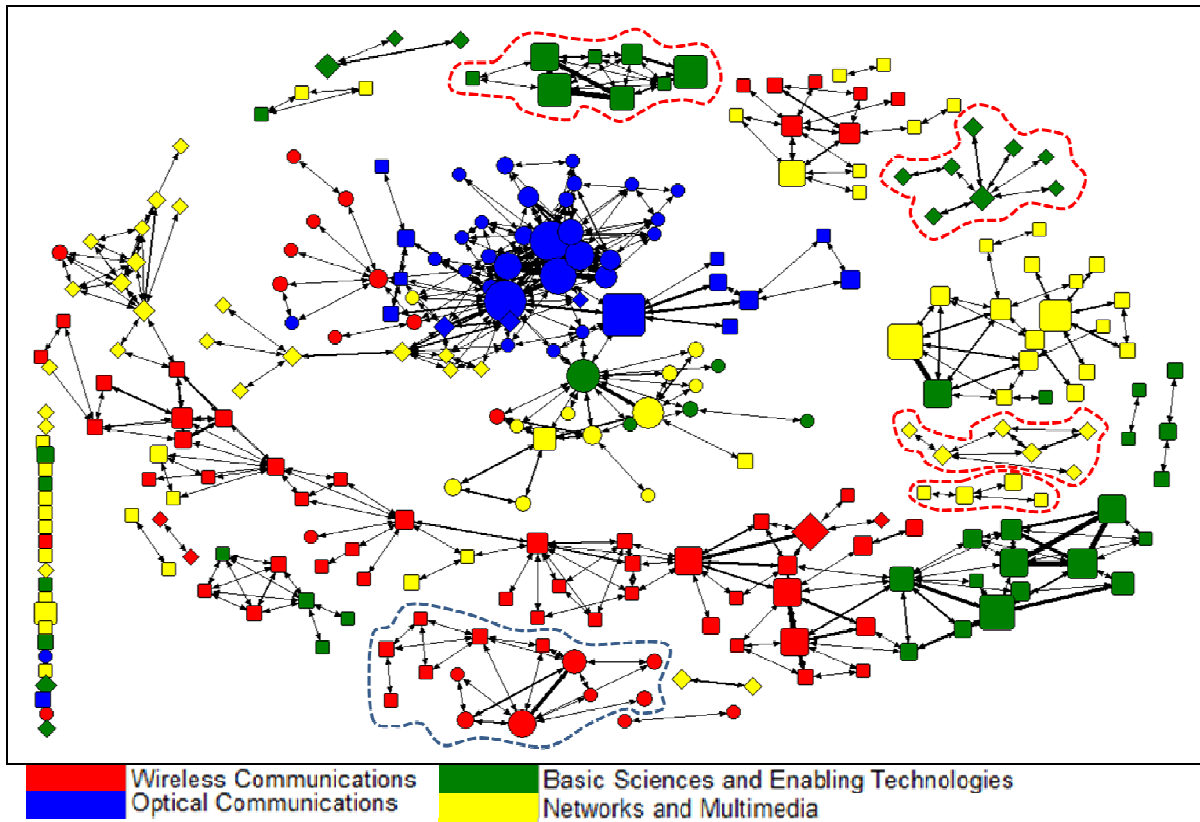 Wireless Communications
Optical Communications
Basic Sciences and Enabling Technologies
Networks and Multimedia